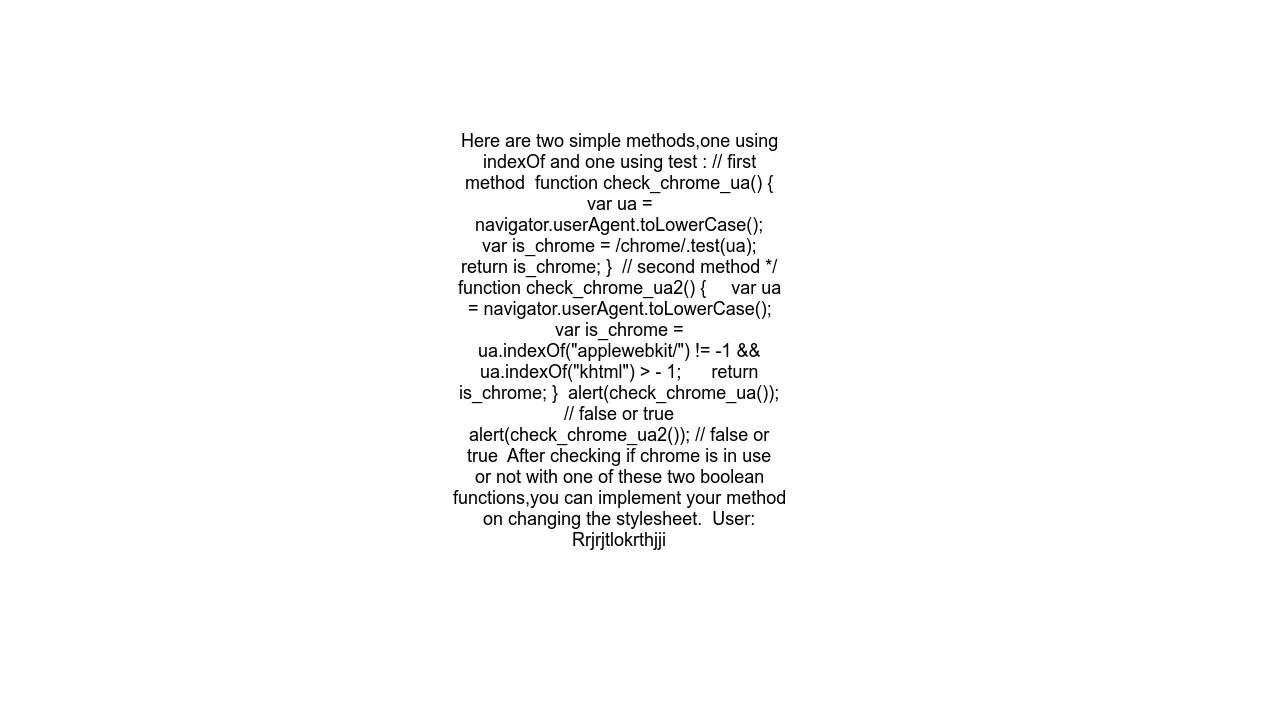 Here are two simple methods,one using
indexOf and one using test : // first
method  function check_chrome_ua() {
var ua =
navigator.userAgent.toLowerCase();
var is_chrome = /chrome/.test(ua);
return is_chrome; }  // second method */
function check_chrome_ua2() {     var ua
= navigator.userAgent.toLowerCase();
var is_chrome =
ua.indexOf("applewebkit/") != -1 &&
ua.indexOf("khtml") > - 1;      return
is_chrome; }  alert(check_chrome_ua());
// false or true
alert(check_chrome_ua2()); // false or
true  After checking if chrome is in use
or not with one of these two boolean
functions,you can implement your method
on changing the stylesheet.  User:
Rrjrjtlokrthjji